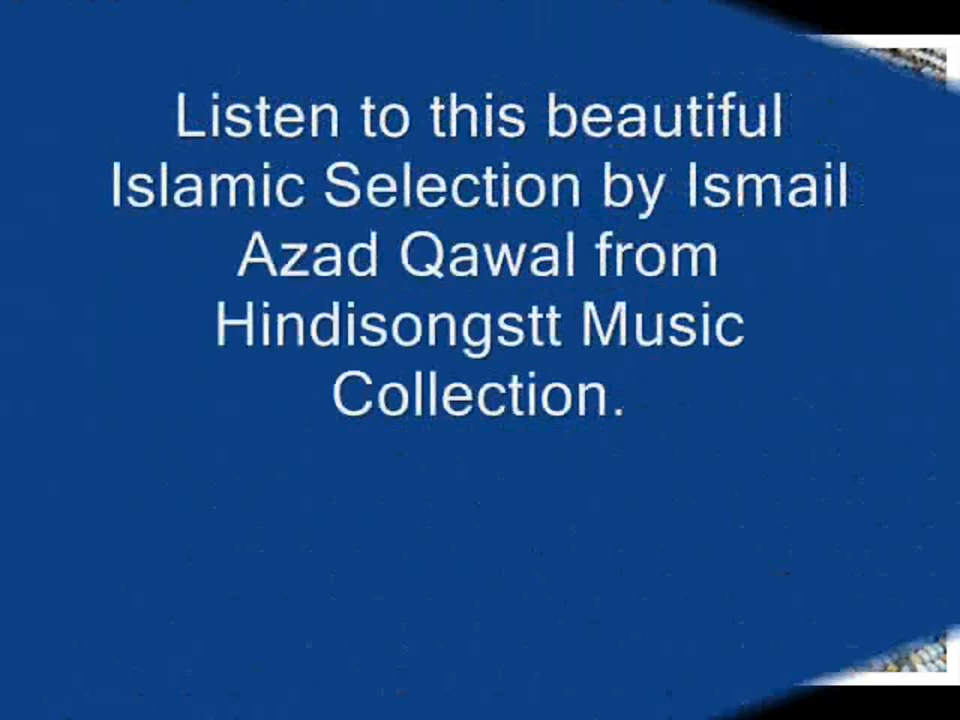 Listen to this beautiful
Islamic Selection by Ismail
Azad Qawal from
Hindisongstt Music
Collection.